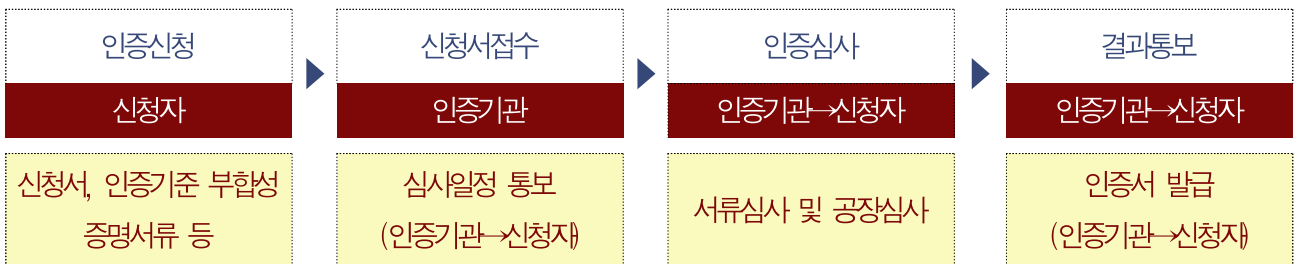 인증신청
신청자
신청서, 인증기준 부합성
증명서류 등
신청서접수
인증기관
심사일정 통보
(인증기관→신청자)
인증심사
인증기관→신청자
서류심사 및 공장심사
결과통보
인증기관→신청자
인증서 발급
(인증기관→신청자)